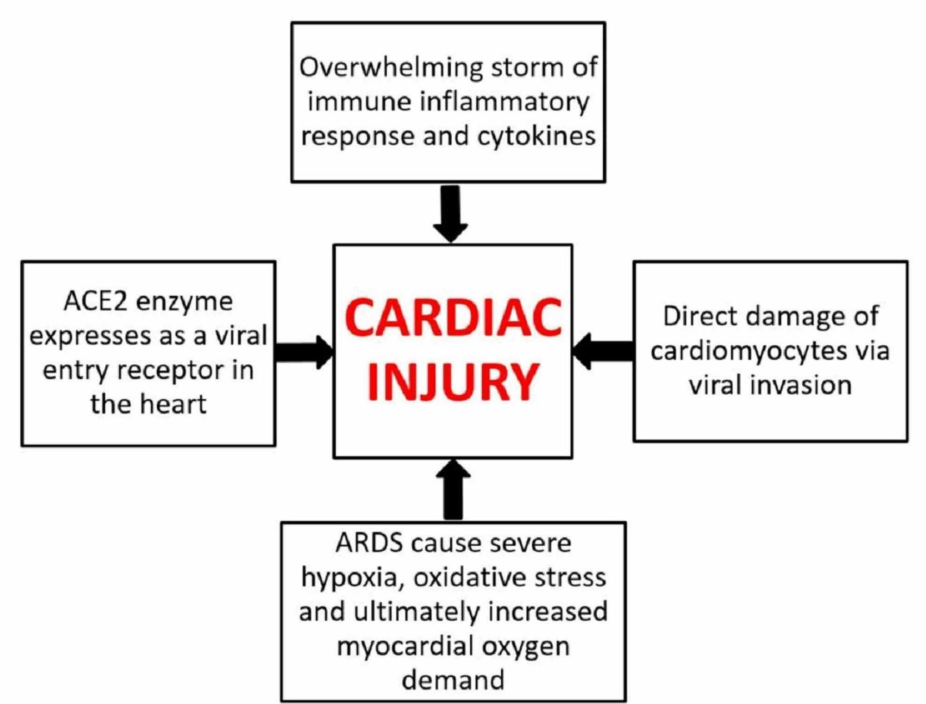 Overwhelming storm of
immune inflammatory
response and cytokines
ACE2 enzyme
expresses as a viral
entry receptor in
the heart
CARDIAC
INJURY
Direct damage of
cardiomyocytes via
viral invasion
ARDS cause severe
hypoxia, oxidative stress
and ultimately increased
myocardial oxygen
demand